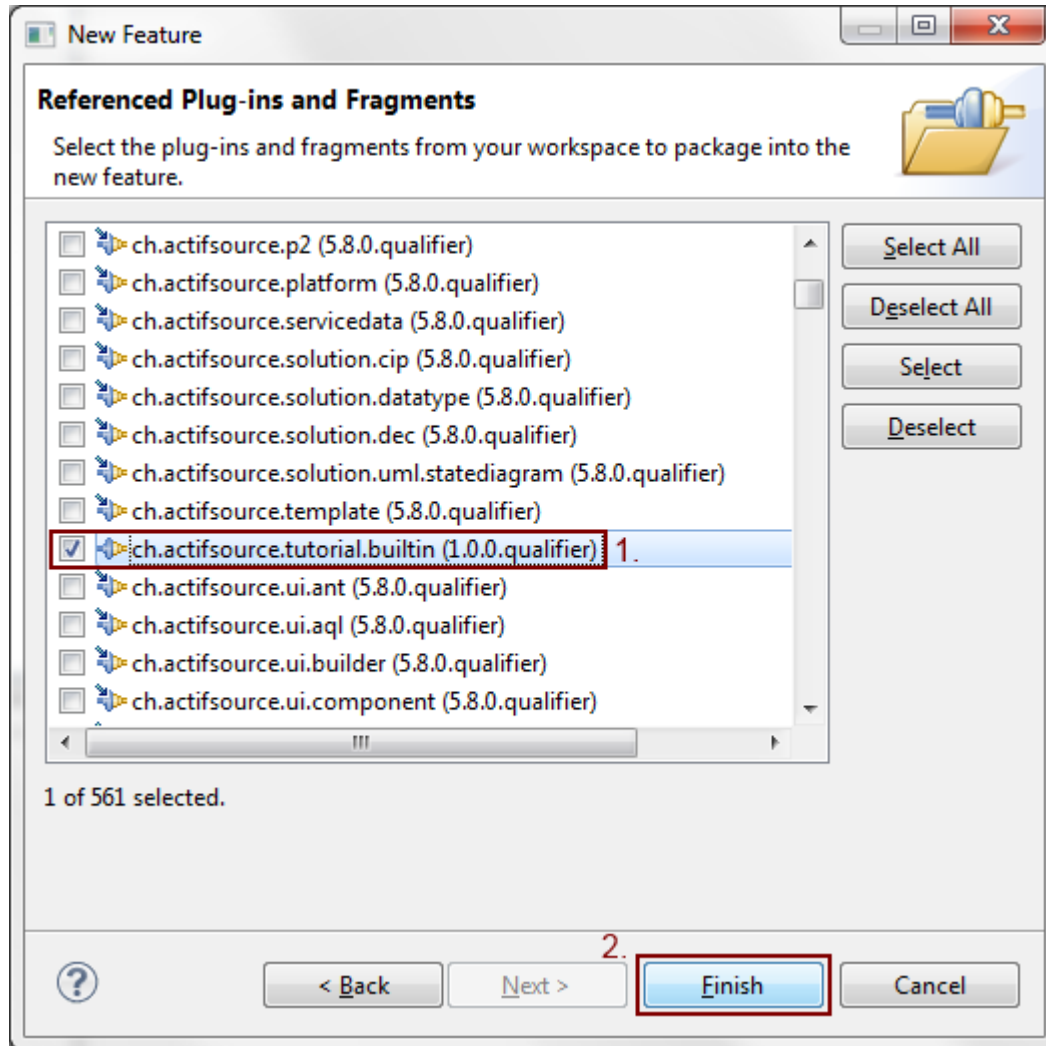 New Feature
Referenced Plug-ins and Fragments
Select the plug-ins and fragments from your workspace to package into the
new feature.
ch.actifsource.p2 (5.8.0.qualifier)
ch.actifsource.platform (5.8.0.qualifier)
ch.actifsource.servicedata (5.8.0.qualifier)
ch.actifsource.solution.cip (5.8.0.qualifier)
ch.actifsource.solution.datatype (5.8.0.qualifier)
ch.actifsource.solution.dec (5.8.0.qualifier)
ch.actifsource.solution.uml.statediagram (5.8.0.qualifier)
ch.actifsource.template (5.8.0.qualifier)
ch.actifsource.tutorial.builtin (1.0.0.qualifier) 1.
ch.actifsource.ui.ant (5.8.0.qualifier)
ch.actifsource.ui.aql (5.8.0.qualifier)
ch.actifsource.ui.builder (5.8.0.qualifier)
ch.actifsource.ui.component (5.8.0.qualifier)
Select All
Deselect All
Select
Deselect
1 of 561 selected.
2.
< Back
Next >
Finish
Cancel